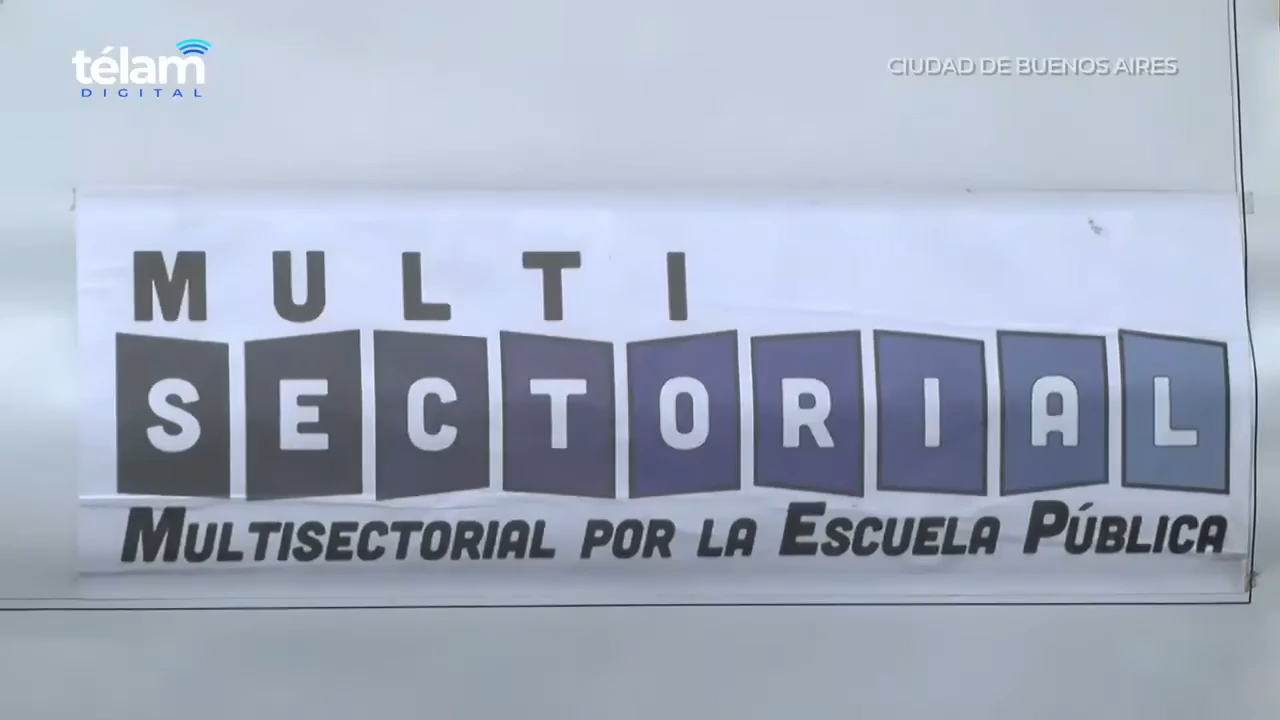 télam
DIGITAL
CIUDAD DE BUENOS AIRES
MULTI
SECTORIAL
MULTISECTORIAL POR LA ESCUELA PÚBLICA